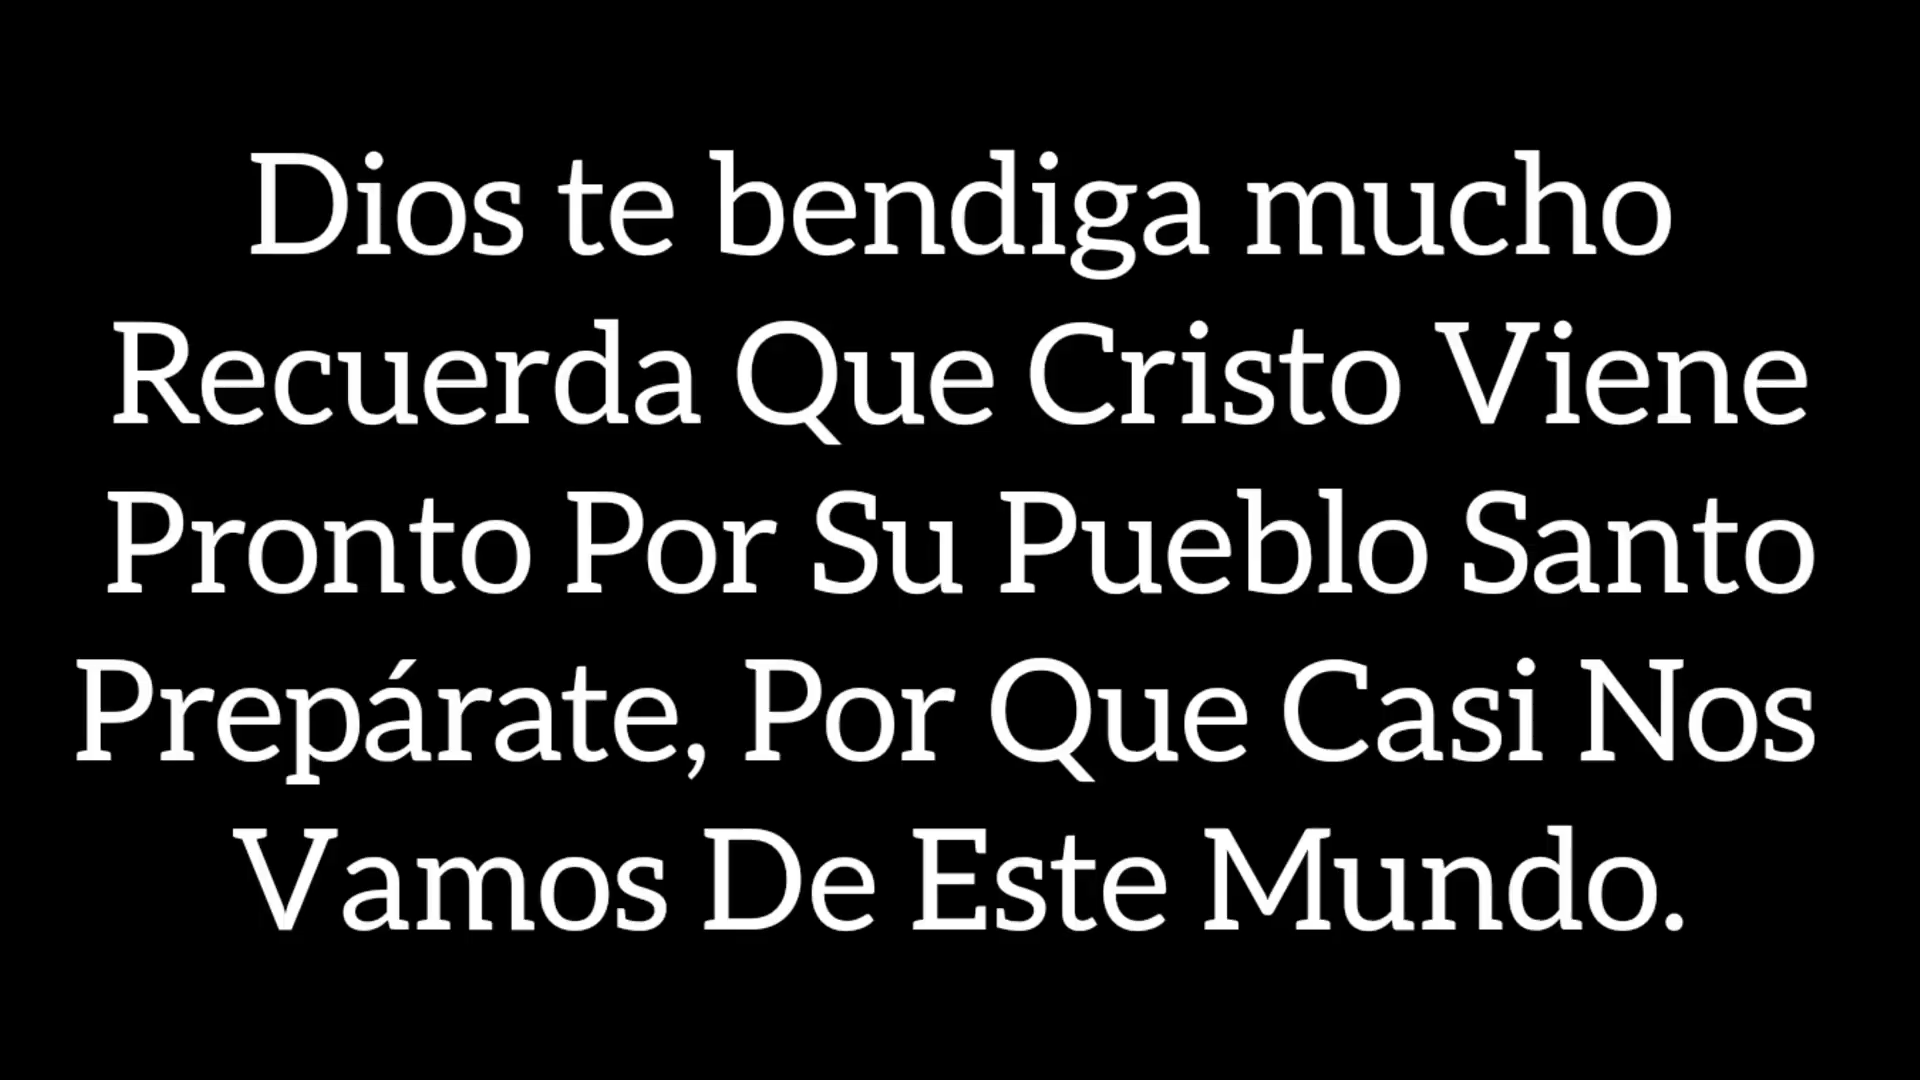 Dios te bendiga mucho
Recuerda Que Cristo Viene
Pronto Por Su Pueblo Santo
Prepárate, Por Que Casi Nos
Vamos De Este Mundo.